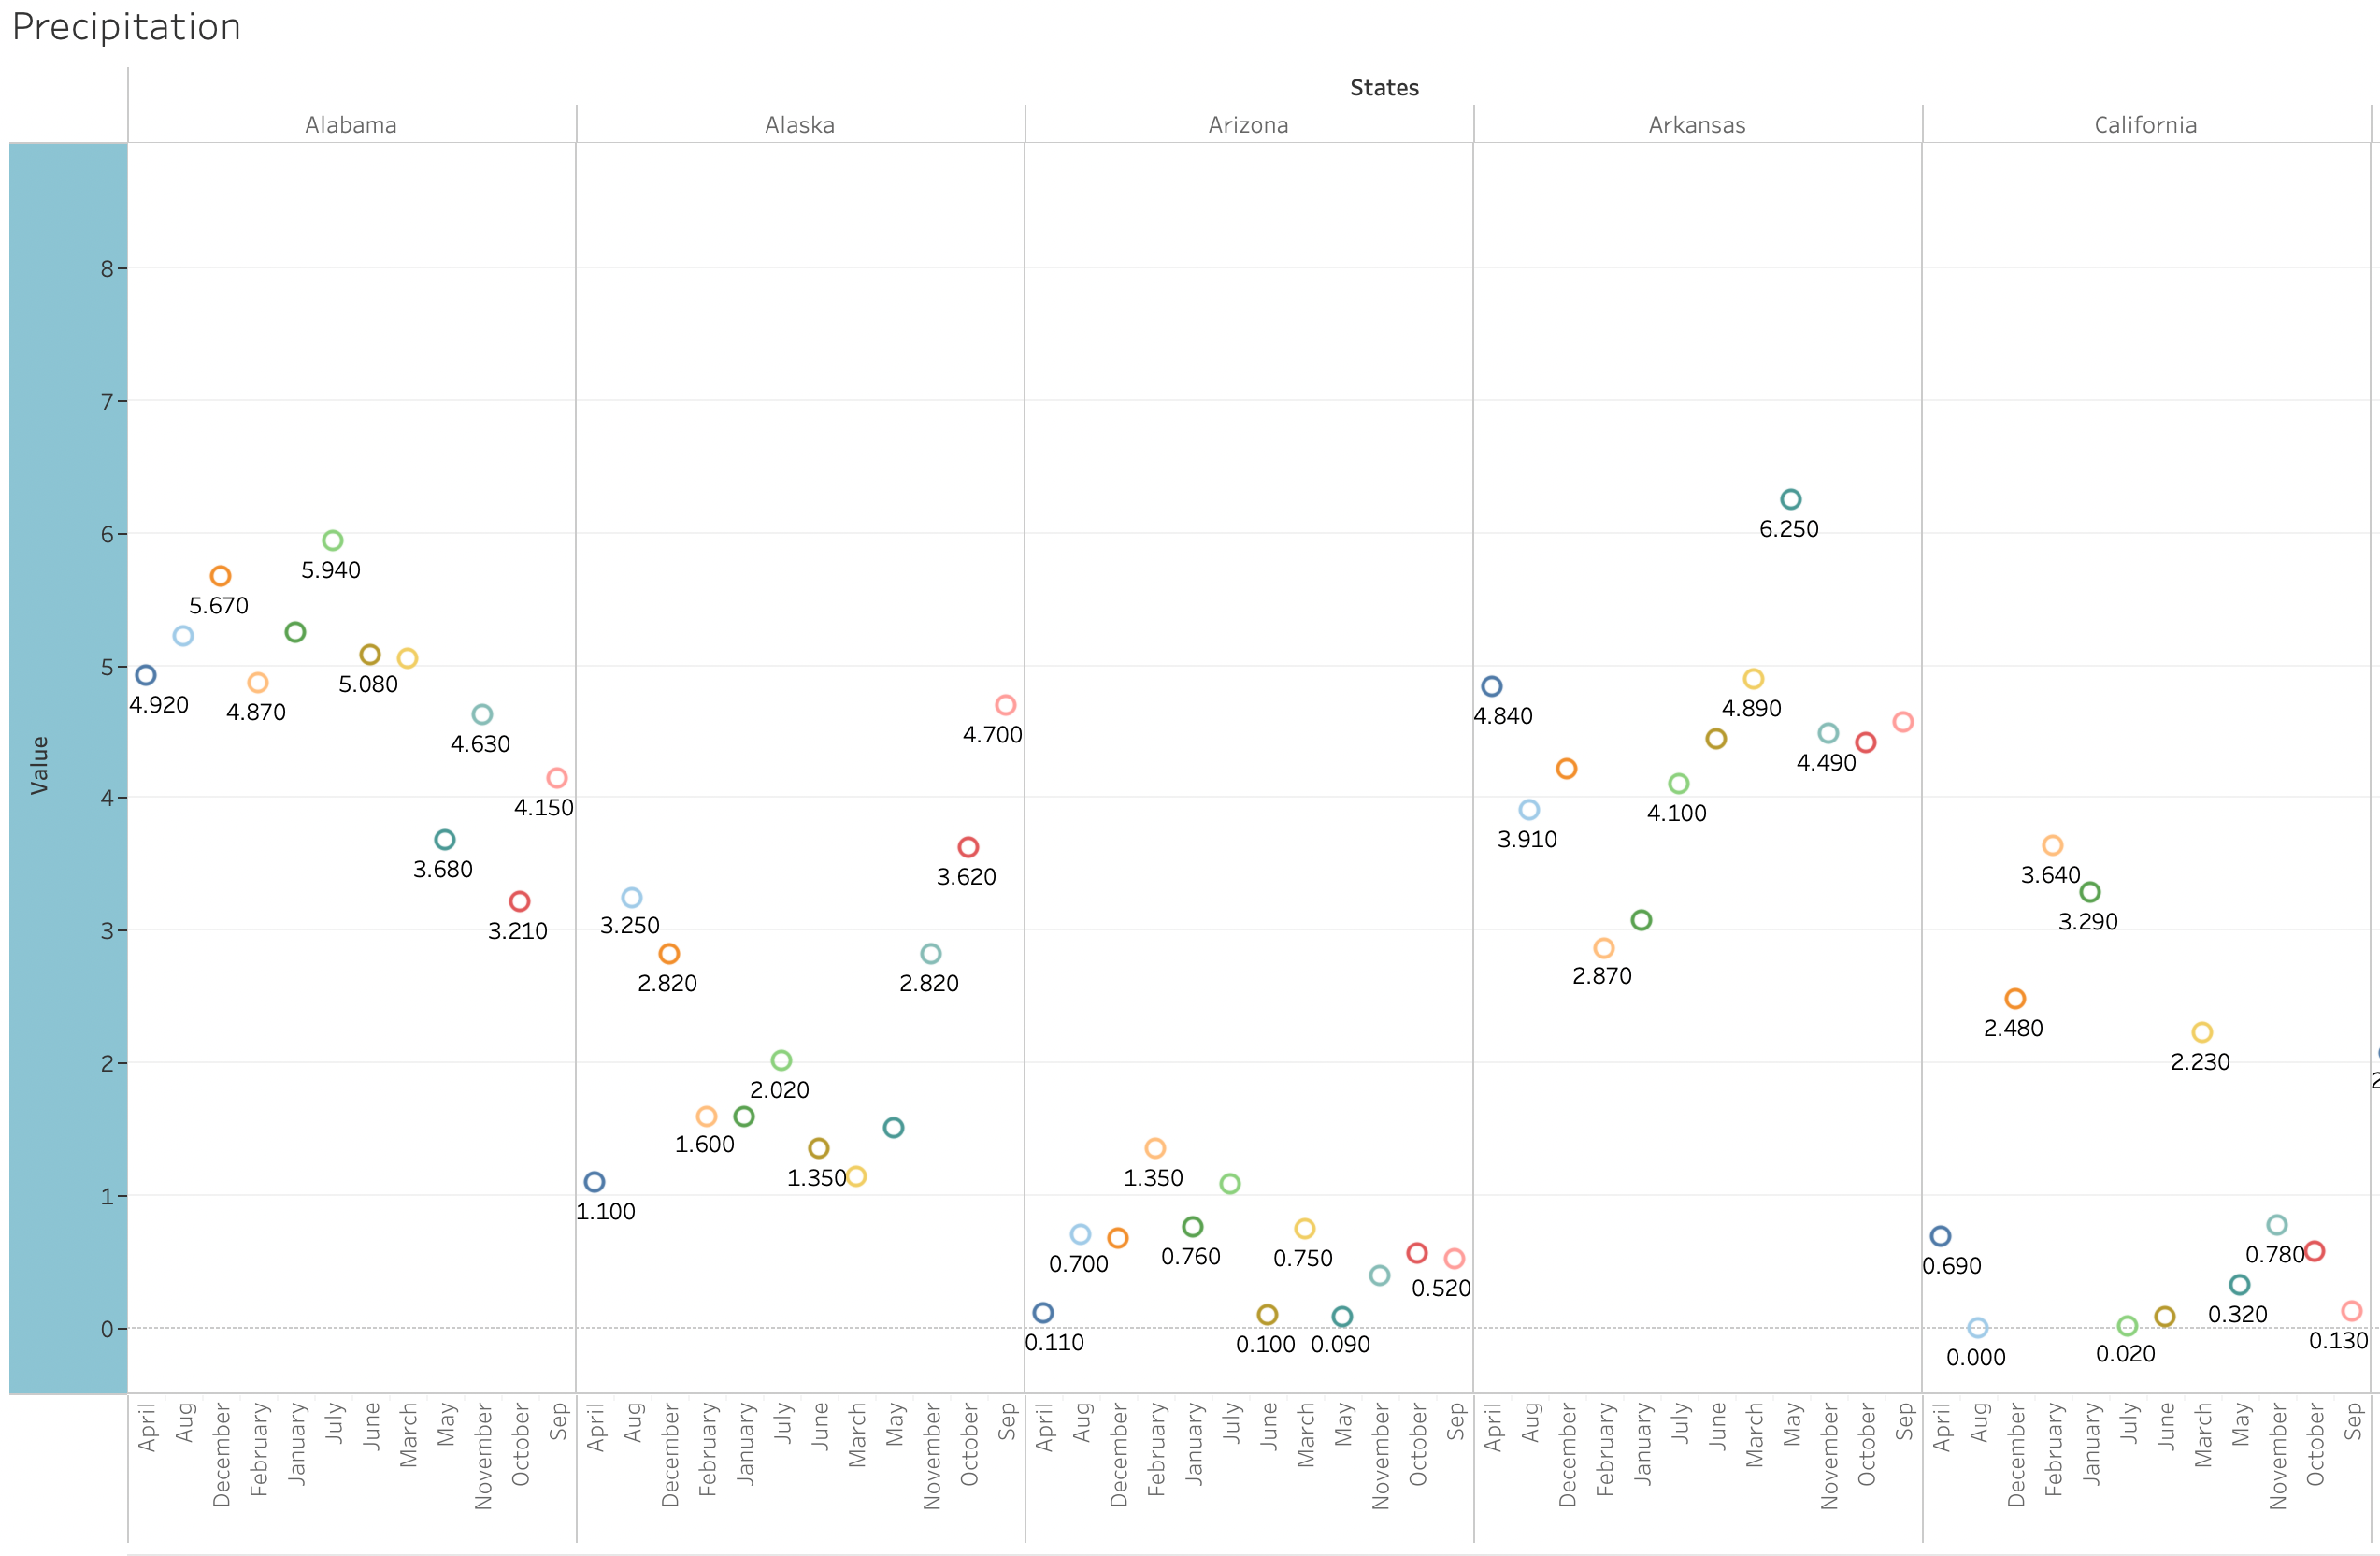 Precipitation
States
Alabama Alaska Arizona Arkansas California
Value
8
7
6
5
4
3
2
1
0
4.920 5.670 4.870 5.940 5.080 3.680 4.630 3.210 4.150
1.100 3.250 2.820 1.600 2.020 1.350 2.820 3.620 4.700
0.110 0.700 1.350 0.760 0.100 0.750 0.090 0.520
4.840 3.910 2.870 4.100 4.890 6.250 4.490
0.690 0.000 2.480 3.640 3.290 0.020 2.230 0.320 0.780 0.130
April Aug December February January July June March May November October Sep
April Aug December February January July June March May November October Sep
April Aug December February January July June March May November October Sep
April Aug December February January July June March May November October Sep
April Aug December February January July June March May November October Sep